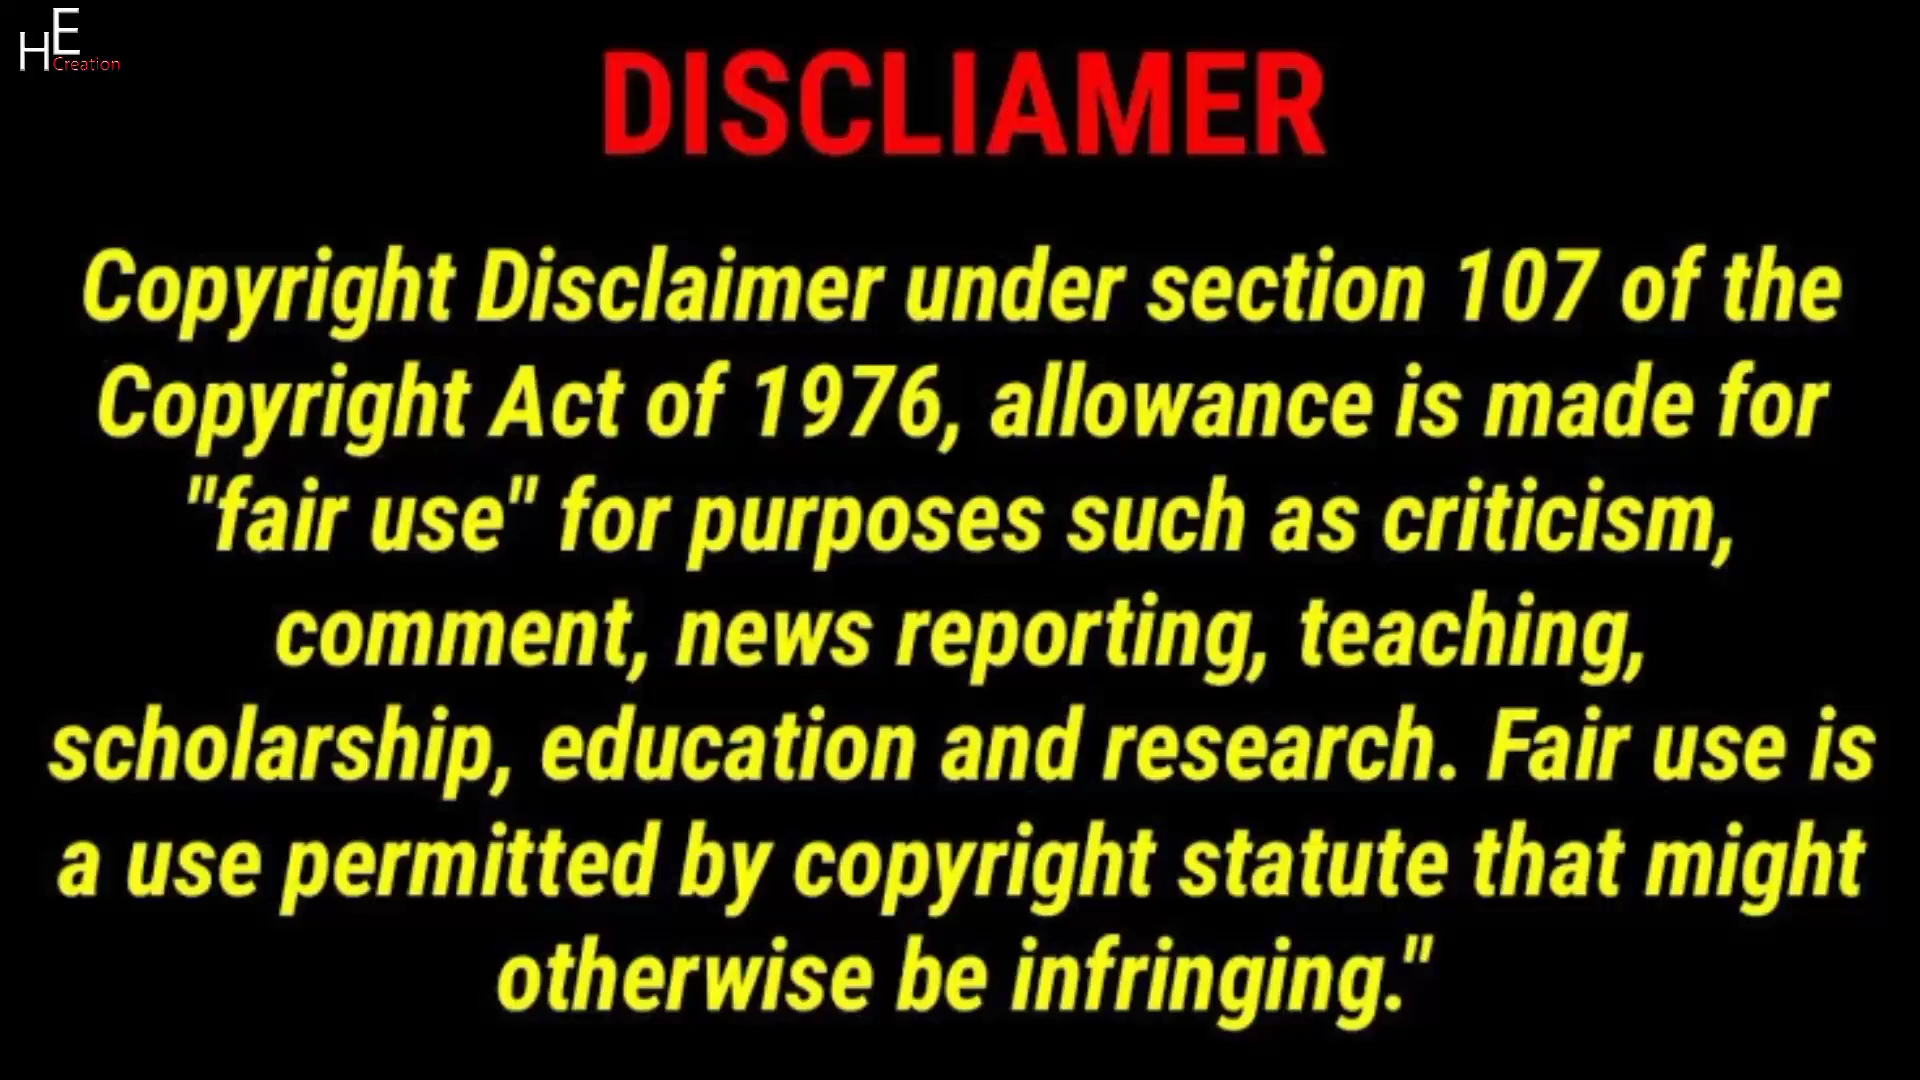 HE
Creation
DISCLIAMER
Copyright Disclaimer under section 107 of the
Copyright Act of 1976, allowance is made for
"fair use" for purposes such as criticism,
comment, news reporting, teaching,
scholarship, education and research. Fair use is
a use permitted by copyright statute that might
otherwise be infringing."